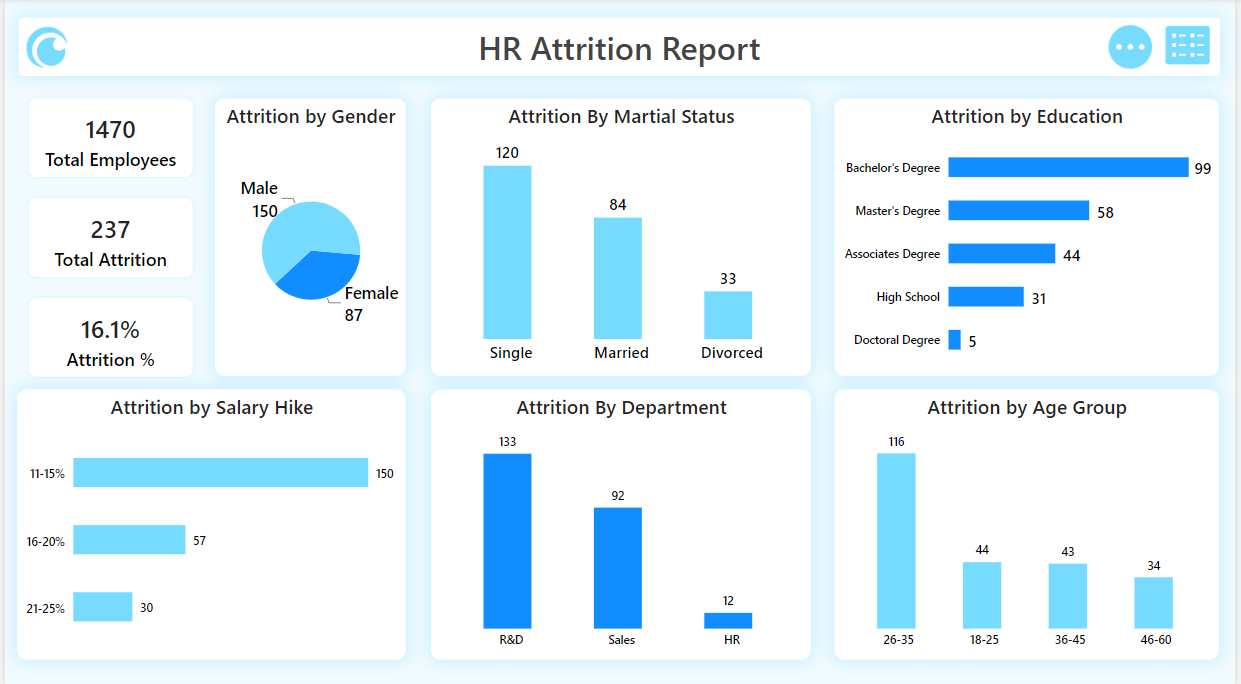 HR Attrition Report
1470
Total Employees
237
Total Attrition
16.1%
Attrition %
Attrition by Gender
Male
150
Female
87
Attrition By Martial Status
120
84
33
Single
Married
Divorced
Attrition by Education
Bachelor's Degree
99
Master's Degree
58
Associates Degree
44
High School
31
Doctoral Degree
5
Attrition by Salary Hike
11-15%
150
16-20%
57
21-25%
30
Attrition By Department
133
92
12
R&D
Sales
HR
Attrition by Age Group
116
44
43
34
26-35
18-25
36-45
46-60